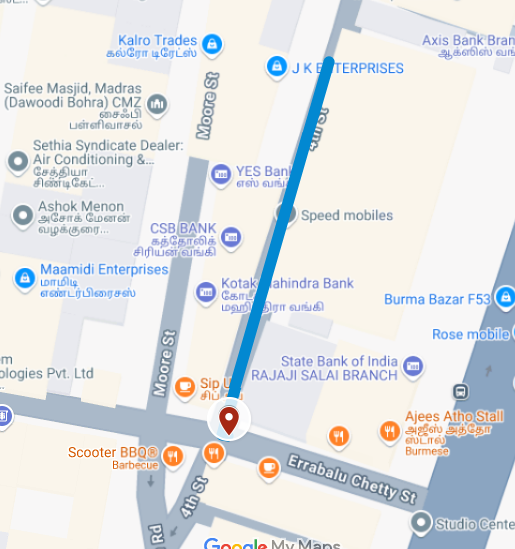 Kalro Trades
கல்ரோ டிரேட்ஸ்
Axis Bank Bran
ஆக்ஸிஸ் வங்
J K ENTERPRISES
Saifee Masjid, Madras
(Dawoodi Bohra) CMZ
சைஃபி
பள்ளிவாசல்
Moore St
4th St
Sethia Syndicate Dealer:
Air Conditioning &...
சேத்தியா
சிண்டிகேட்...
YES Bank
எஸ் வங்
Ashok Menon
அசோக் மேனன்
வழக்குரை...
Speed mobiles
CSB BANK
கத்தோலிக்
சிரியன் வங்
Maamidi Enterprises
மாமிடி
எண்டர்பிரைசஸ்
Kotak Mahindra Bank
கோட
மஹிந்திரா வங்கி
Burma Bazar F53
Rose mobile
Moore St
State Bank of India
RAJAJI SALAI BRANCH
ologies Pvt. Ltd
Sip U
சிப்
Ajees Atho Stall
அஜீஸ் அத்தோ
ஸ்டால்
Burmese
Scooter BBQ®
Barbecue
Errabalu Chetty St
4th St
Rd
Studio Cente
Google My Maps